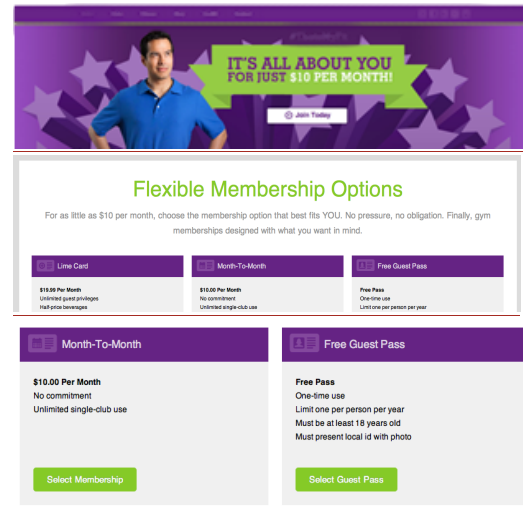 IT'S ALL ABOUT YOU
FOR JUST $10 PER MONTH!
Join Today
Flexible Membership Options
For as little as $10 per month, choose the membership option that best fits YOU. No pressure, no obligation. Finally, gym
memberships designed with what you want in mind.
Lime Card
Month-To-Month
Free Guest Pass
$19.99 Per Month
$10.00 Per Month
Free Pass
Unlimited guest privileges
No commitment
One-time use
Half-price beverages
Unlimited single-club use
Limit one per person per year
Month-To-Month
Free Guest Pass
$10.00 Per Month
Free Pass
No commitment
One-time use
Unlimited single-club use
Limit one per person per year
Must be at least 18 years old
Must present local id with photo
Select Membership
Select Guest Pass